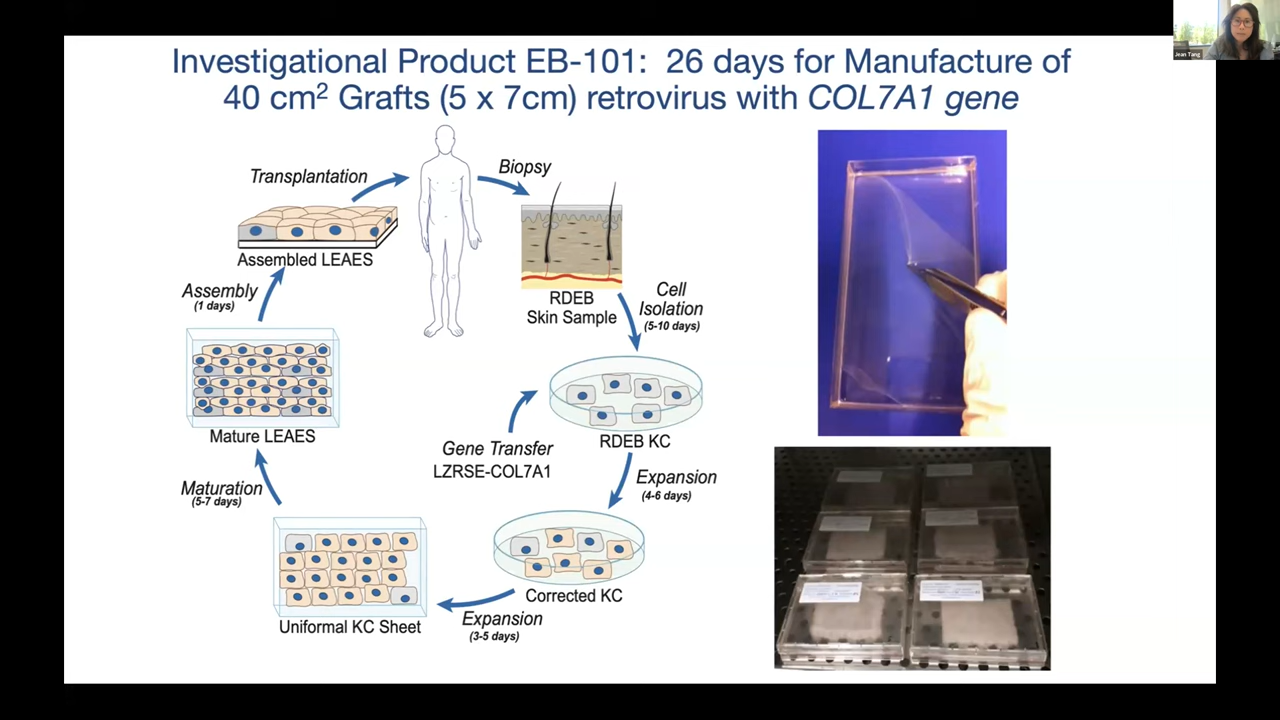 Investigational Product EB-101: 26 days for Manufacture of
40 cm² Grafts (5 x 7cm) retrovirus with COL7A1 gene
Jean Tang
Transplantation
Biopsy
Assembled LEAES
RDEB
Skin Sample
Assembly
(1 days)
Cell
Isolation
(5-10 days)
Mature LEAES
RDEB KC
Gene Transfer
LZRSE-COL7A1
Expansion
(4-6 days)
Maturation
(5-7 days)
Corrected KC
Uniformal KC Sheet
Expansion
(3-5 days)